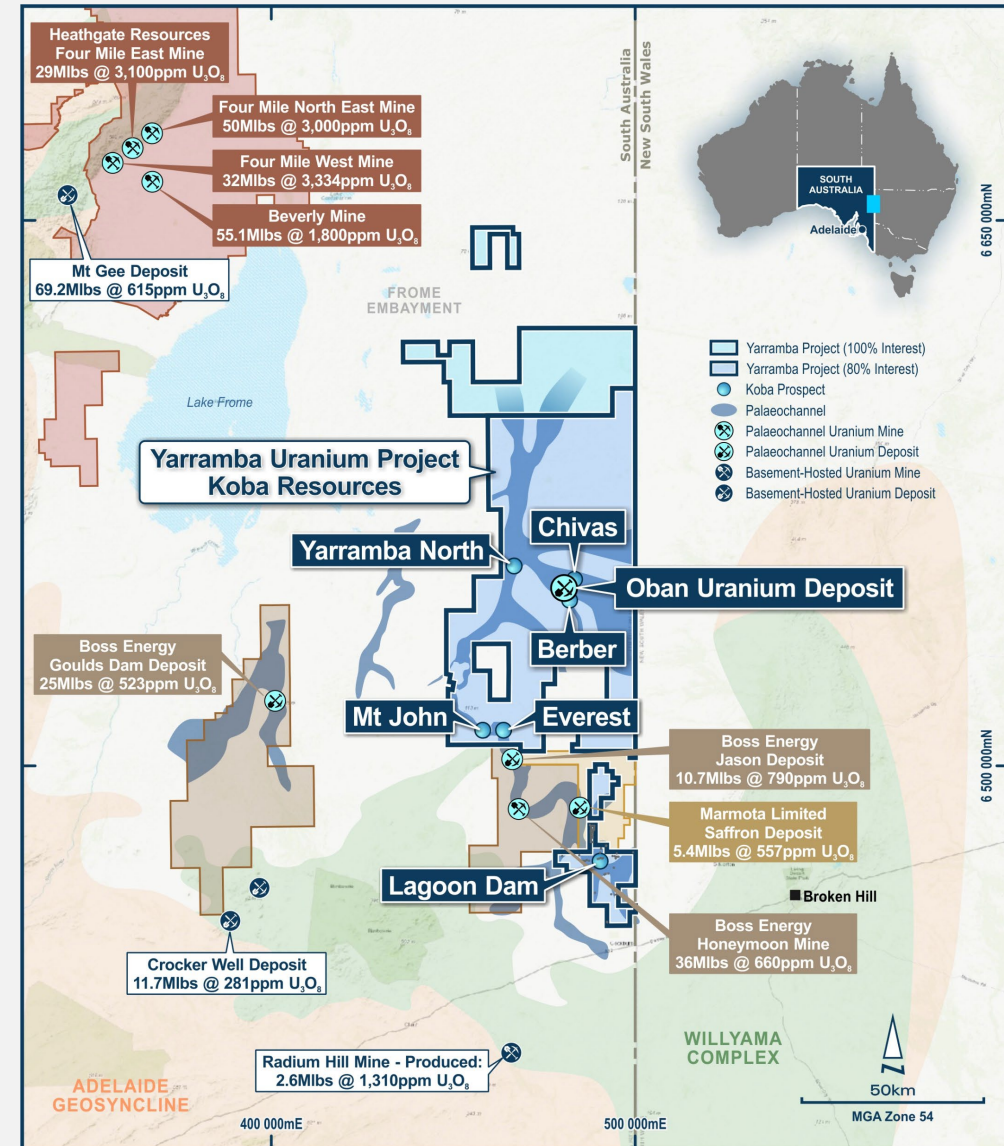 Heathgate Resources
Four Mile East Mine
29Mlbs @ 3,100ppm U₃O₈
Four Mile North East Mine
50Mlbs @ 3,000ppm U₃O₈
Four Mile West Mine
32Mlbs @ 3,334ppm U₃O₈
Beverly Mine
55.1Mlbs @ 1,800ppm U₃O₈
Mt Gee Deposit
69.2Mlbs @ 615ppm U₃O₈
South Australia
New South Wales
SOUTH
AUSTRALIA
Adelaide
6 650 000mN
FROME
EMBAYMENT
Lake Frome
Yarramba Project (100% Interest)
Yarramba Project (80% Interest)
Koba Prospect
Palaeochannel
Palaeochannel Uranium Mine
Palaeochannel Uranium Deposit
Basement-Hosted Uranium Mine
Basement-Hosted Uranium Deposit
Yarramba Uranium Project
Koba Resources
Chivas
Yarramba North
Oban Uranium Deposit
Berber
Boss Energy
Goulds Dam Deposit
25Mlbs @ 523ppm U₃O₈
Mt John
Everest
Boss Energy
Jason Deposit
10.7Mlbs @ 790ppm U₃O₈
6 500 000mN
Marmota Limited
Saffron Deposit
5.4Mlbs @ 557ppm U₃O₈
Lagoon Dam
Broken Hill
Boss Energy
Honeymoon Mine
36Mlbs @ 660ppm U₃O₈
Crocker Well Deposit
11.7Mlbs @ 281ppm U₃O₈
Radium Hill Mine - Produced:
2.6Mlbs @ 1,310ppm U₃O₈
WILLYAMA
COMPLEX
ADELAIDE
GEOSYNCLINE
N
50km
MGA Zone 54
400 000mE
500 000mE